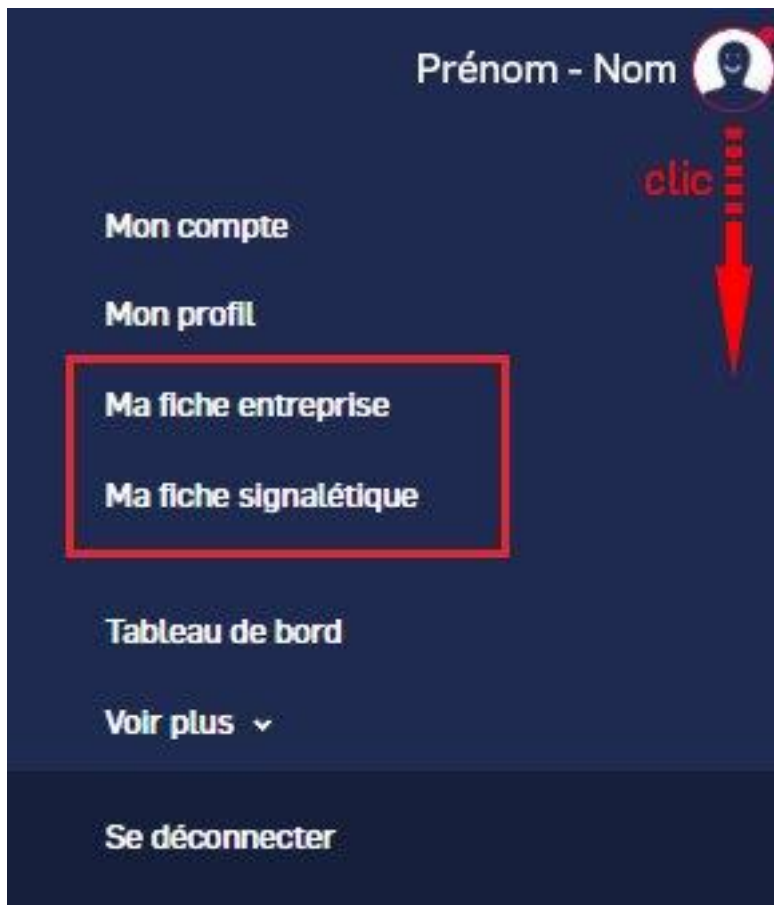 Prénom - Nom
clic
Mon compte
Mon profil
Ma fiche entreprise
Ma fiche signalétique
Tableau de bord
Voir plus
Se déconnecter